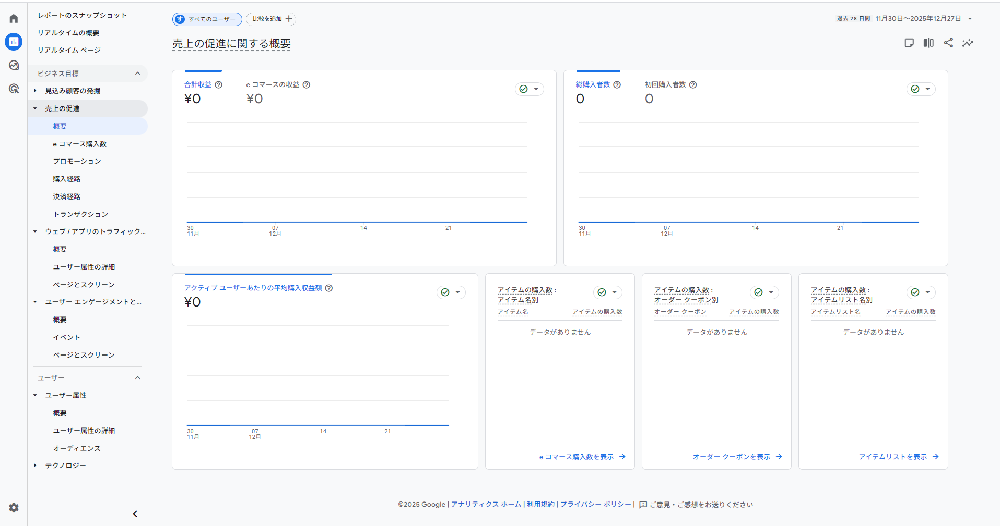 レポートのスナップショット
リアルタイムの概要
リアルタイム ページ
ビジネス目標
見込み顧客の発掘
売上の促進
概要
e コマース購入数
プロモーション
購入経路
決済経路
トランザクション
ウェブ / アプリのトラフィック...
概要
ユーザー属性の詳細
ページとスクリーン
ユーザー エンゲージメントと...
概要
イベント
ページとスクリーン
ユーザー
ユーザー属性
概要
ユーザー属性の詳細
オーディエンス
テクノロジー
す すべてのユーザー
比較を追加
過去 28 日間 11月30日～2025年12月27日
売上の促進に関する概要
合計収益
¥0
e コマースの収益
¥0
30 07 14 21
11月 12月
総購入者数
0
初回購入者数
0
30 07 14 21
11月 12月
アクティブ ユーザーあたりの平均購入収益額
¥0
30 07 14 21
11月 12月
アイテムの購入数 :
アイテム名別
アイテム名 アイテムの購入数
データがありません
e コマース購入数を表示
アイテムの購入数 :
オーダー クーポン別
オーダー クーポン アイテムの購入数
データがありません
オーダー クーポンを表示
アイテムの購入数 :
アイテムリスト名別
アイテムリスト名 アイテムの購入数
データがありません
アイテムリストを表示
©2025 Google | アナリティクス ホーム | 利用規約 | プライバシー ポリシー | ご意見・ご感想をお送りください